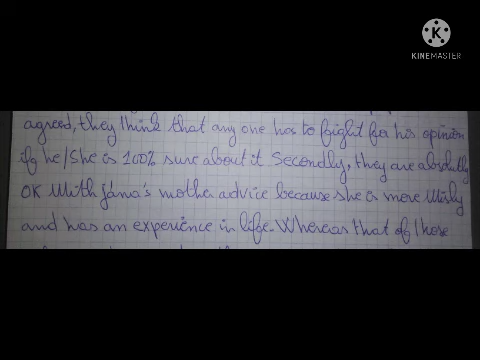 KINEMASTER
agreed, they think that any one has to fight for his opinion
if he/She is 100% sure about it Secondly, they are absolutly
OK With Jana's mother advice because she is more Wisly
and has an experience in life. Whereas that of those